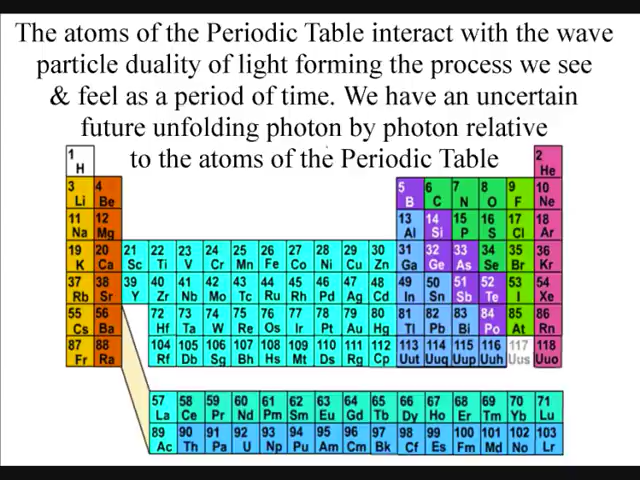 The atoms of the Periodic Table interact with the wave
particle duality of light forming the process we see
& feel as a period of time. We have an uncertain
future unfolding photon by photon relative
to the atoms of the Periodic Table
1 2
H He
3 4 5 6 7 8 9 10
Li Be B C N O F Ne
11 12 13 14 15 16 17 18
Na Mg Al Si P S Cl Ar
19 20 21 22 23 24 25 26 27 28 29 30 31 32 33 34 35 36
K Ca Sc Ti V Cr Mn Fe Co Ni Cu Zn Ga Ge As Se Br Kr
37 38 39 40 41 42 43 44 45 46 47 48 49 50 51 52 53 54
Rb Sr Y Zr Nb Mo Tc Ru Rh Pd Ag Cd In Sn Sb Te I Xe
55 56 72 73 74 75 76 77 78 79 80 81 82 83 84 85 86
Cs Ba Hf Ta W Re Os Ir Pt Au Hg Tl Pb Bi Po At Rn
87 88 104 105 106 107 108 109 110 111 112 113 114 115 116 117 118
Fr Ra Rf Db Sg Bh Hs Mt Ds Rg Cp Uut Uuq Uup Uuh Uus Uuo
57 58 59 60 61 62 63 64 65 66 67 68 69 70 71
La Ce Pr Nd Pm Sm Eu Gd Tb Dy Ho Er Tm Yb Lu
89 90 91 92 93 94 95 96 97 98 99 100 101 102 103
Ac Th Pa U Np Pu Am Cm Bk Cf Es Fm Md No Lr